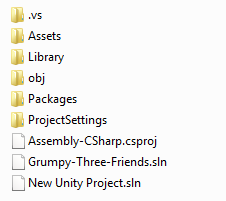 .vs
Assets
Library
obj
Packages
ProjectSettings
Assembly-CSharp.csproj
Grumpy-Three-Friends.sln
New Unity Project.sln